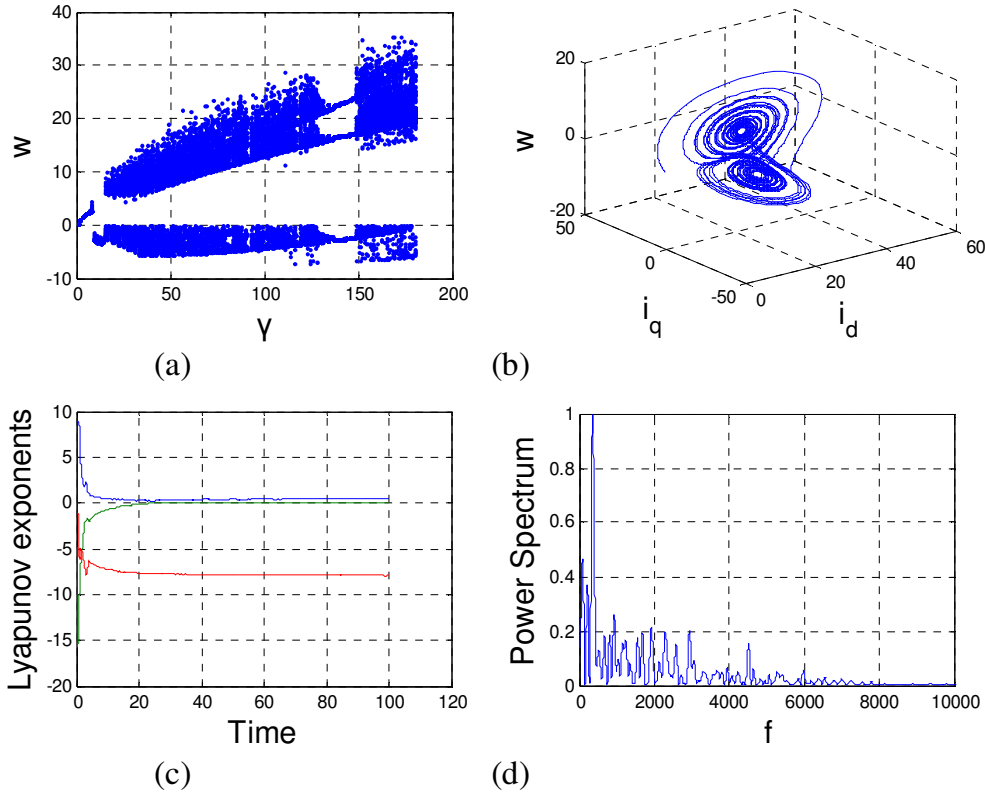 40
30
20
10
0
-10
w
0 50 100 150 200
γ
(a)
20
0
-20
w
50
0
-50
i_q
0
20
40
60
i_d
(b)
10
5
0
-5
-10
-15
-20
Lyapunov exponents
0 20 40 60 80 100 120
Time
(c)
1
0.8
0.6
0.4
0.2
0
Power Spectrum
0 2000 4000 6000 8000 10000
f
(d)